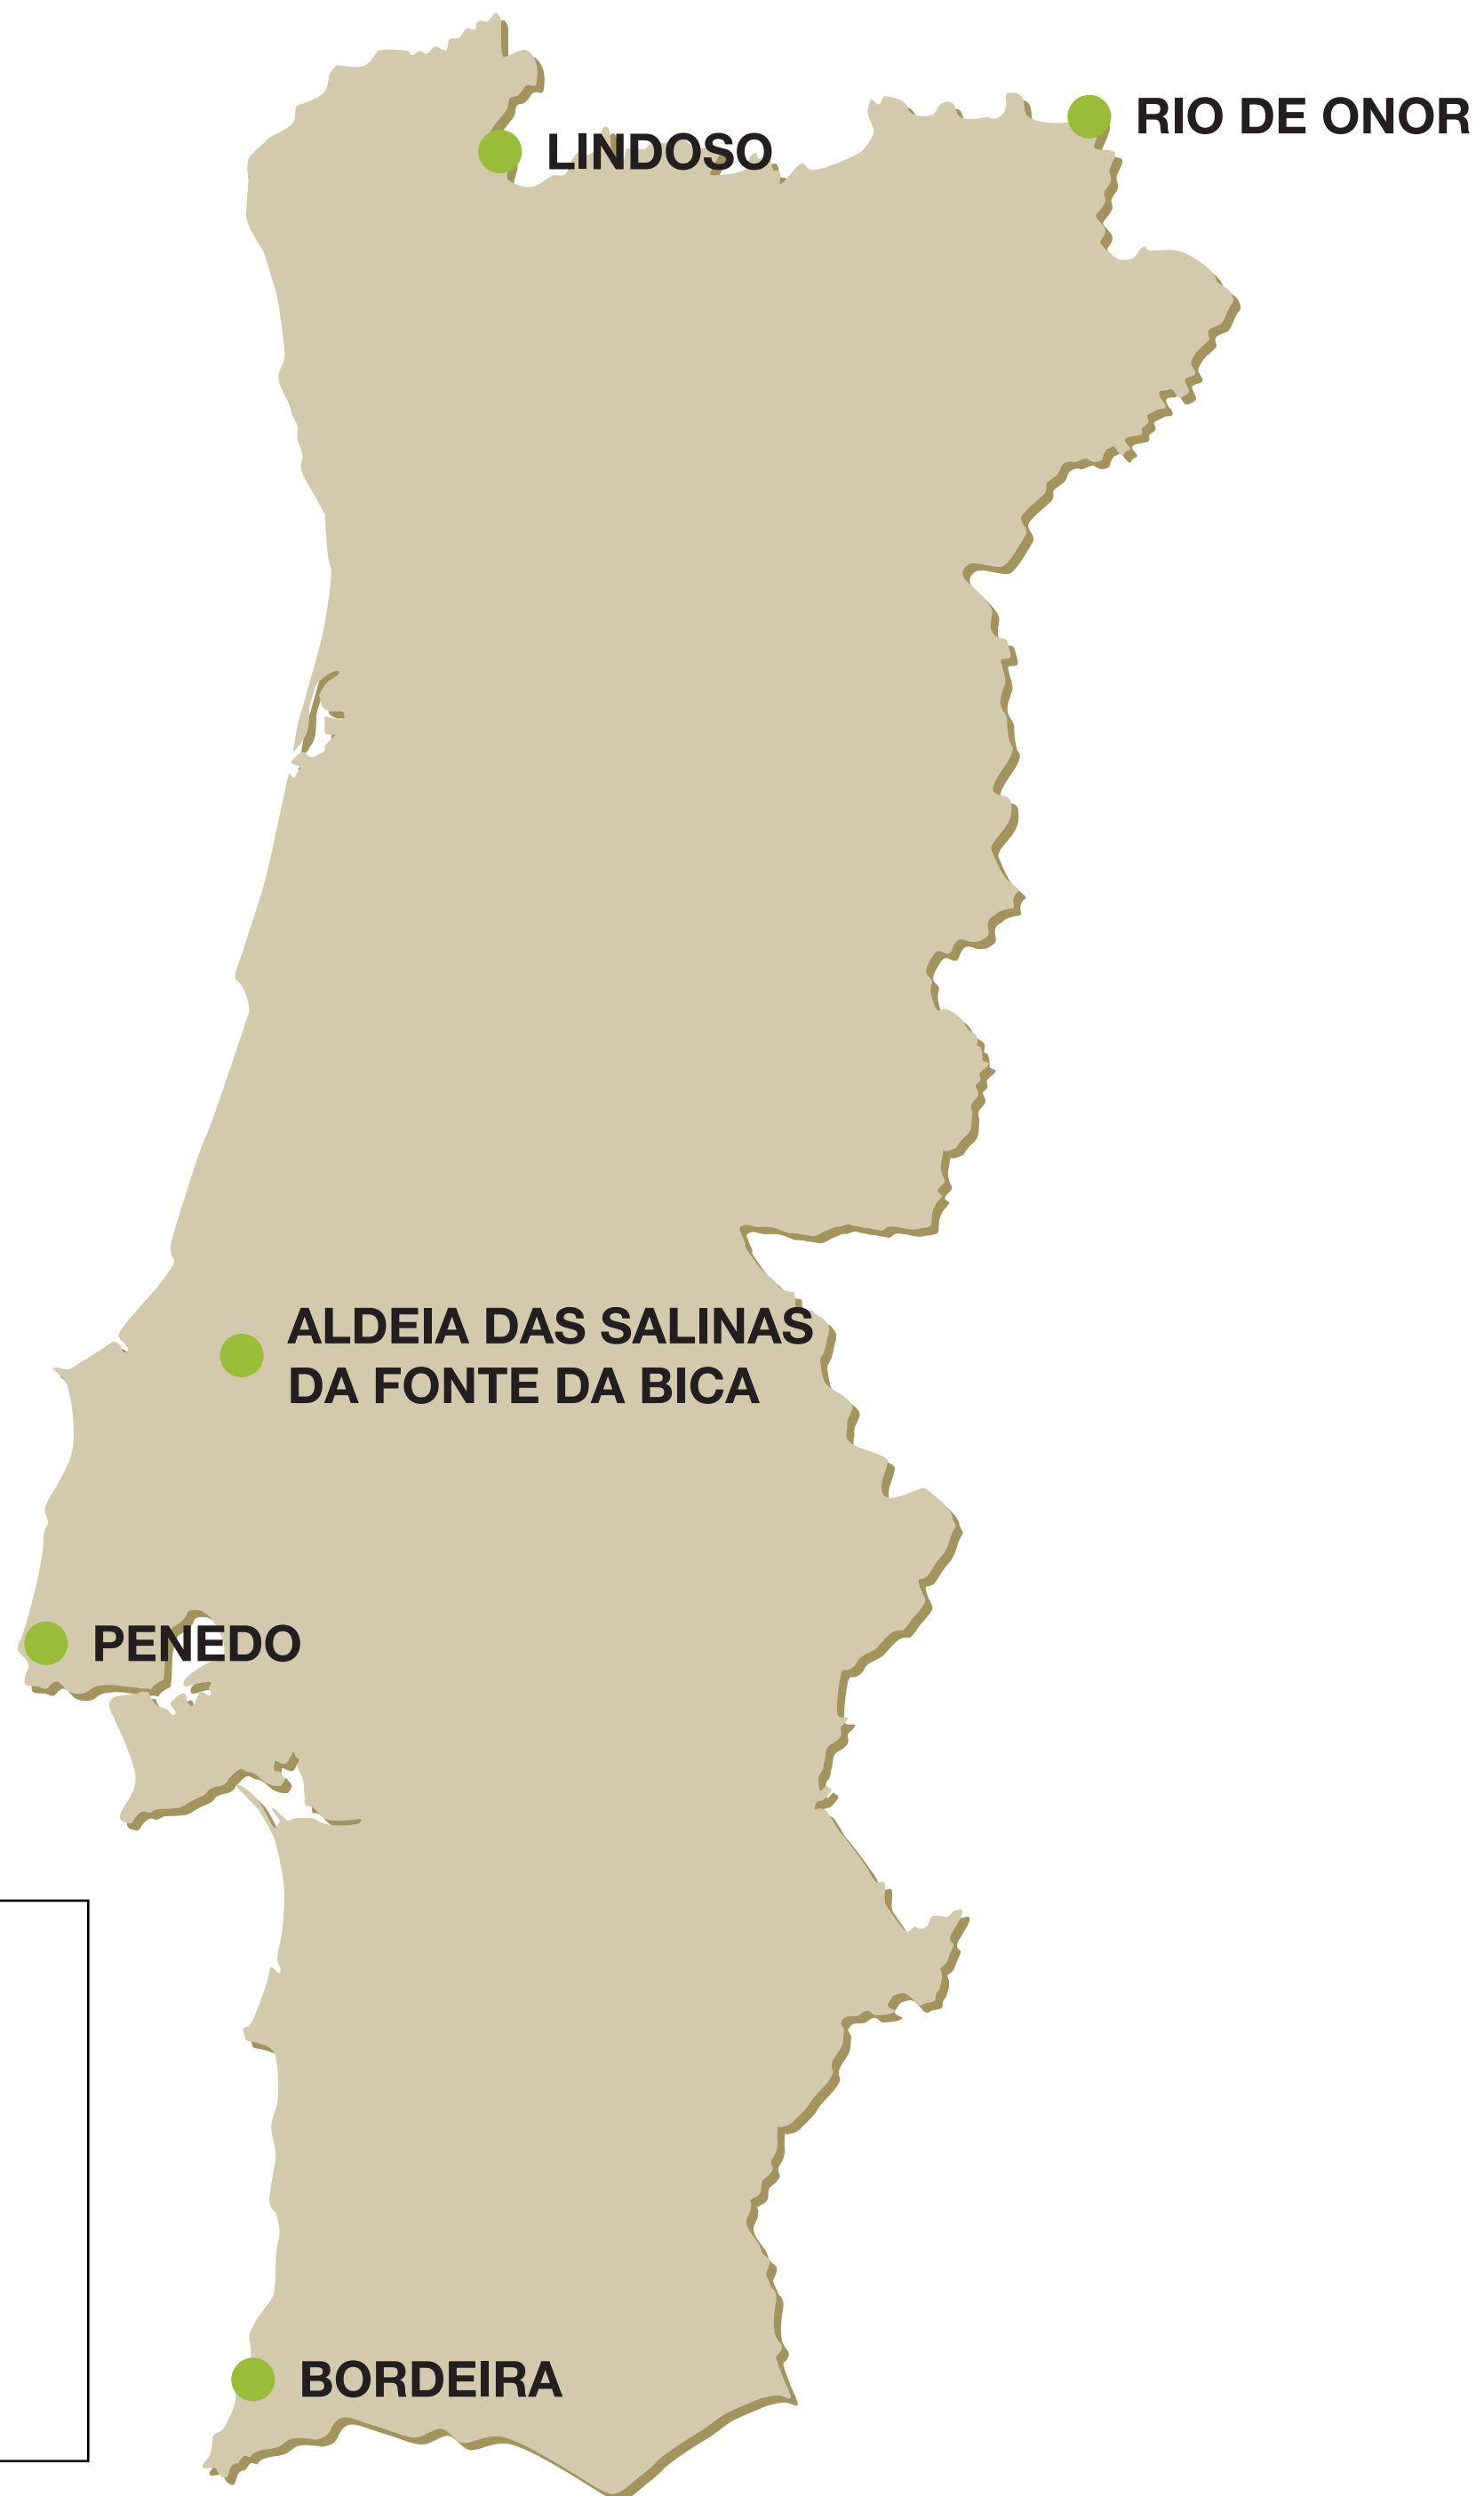 RIO DE ONOR
LINDOSO
ALDEIA DAS SALINAS
DA FONTE DA BICA
PENEDO
BORDEIRA